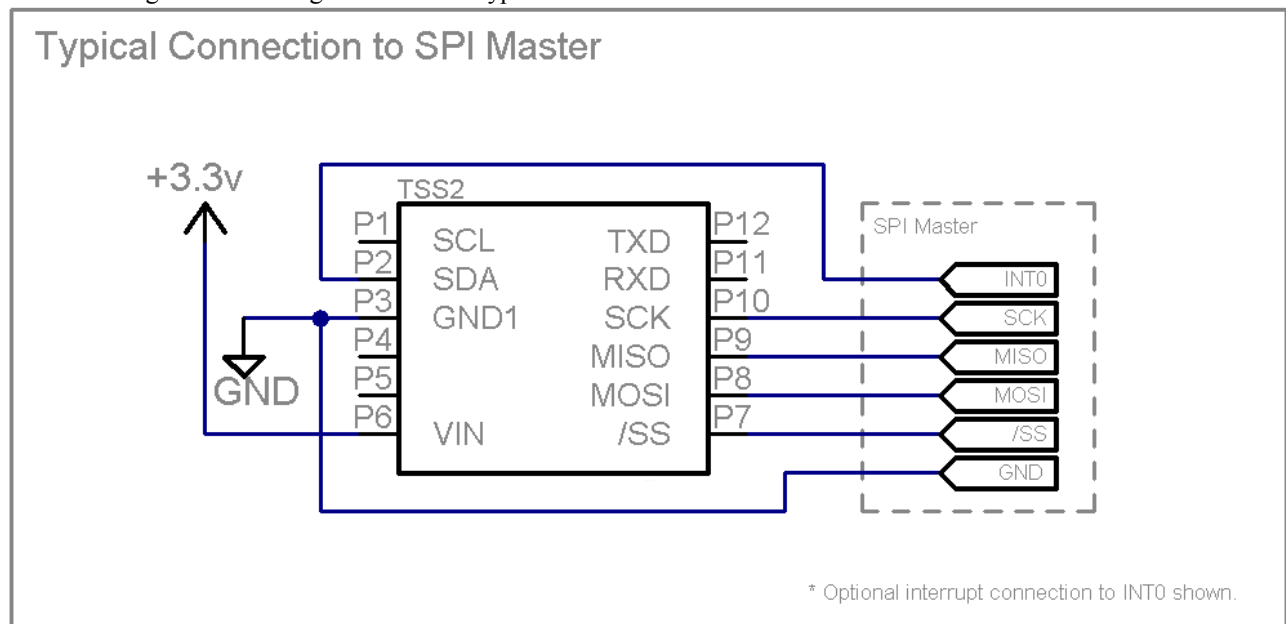 Typical Connection to SPI Master
+3.3v
TSS2
P1
SCL
TXD
P12
P2
SDA
RXD
P11
P3
GND1
SCK
P10
P4
MISO
P9
P5
MOSI
P8
P6
VIN
/SS
P7
GND
SPI Master
INT0
SCK
MISO
MOSI
/SS
GND
* Optional interrupt connection to INT0 shown.